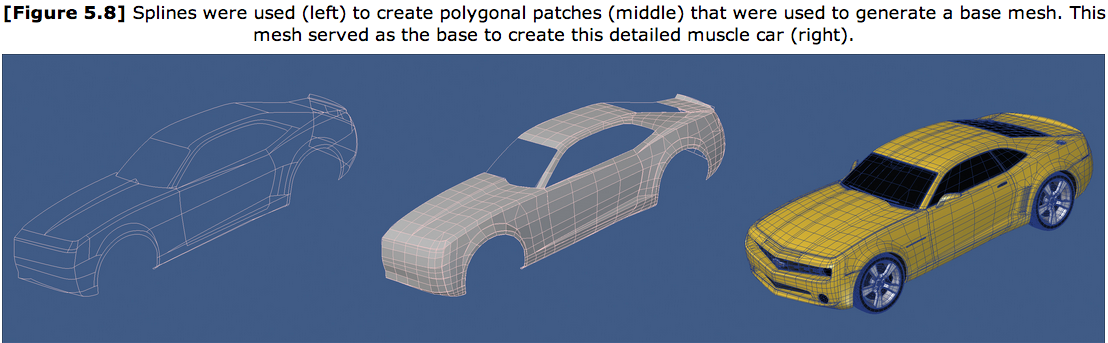 [Figure 5.8] Splines were used (left) to create polygonal patches (middle) that were used to generate a base mesh. This
mesh served as the base to create this detailed muscle car (right).